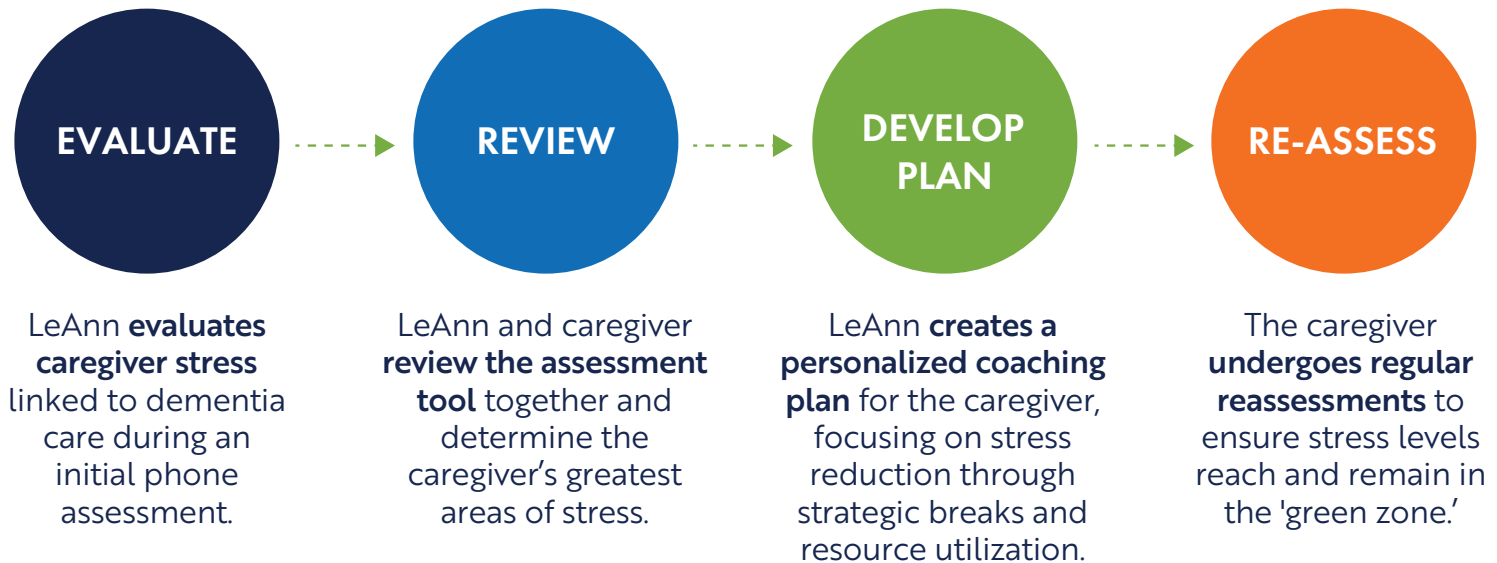 EVALUATE
REVIEW
DEVELOP
PLAN
RE-ASSESS
LeAnn evaluates
caregiver stress
linked to dementia
care during an
initial phone
assessment.
LeAnn and caregiver
review the assessment
tool together and
determine the
caregiver’s greatest
areas of stress.
LeAnn creates a
personalized coaching
plan for the caregiver,
focusing on stress
reduction through
strategic breaks and
resource utilization.
The caregiver
undergoes regular
reassessments to
ensure stress levels
reach and remain in
the 'green zone.’